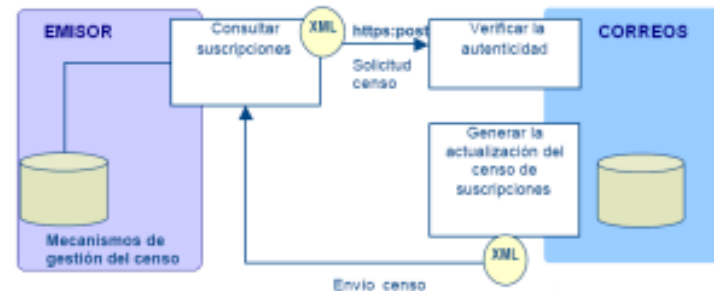 EMISOR
Consultar
suscripciones
XML
https:post
Solicitud
censo
Verificar la
autenticidad
CORREOS
Generar la
actualización del
censo de
suscripciones
XML
Mecanismos de
gestión del censo
Envío censo